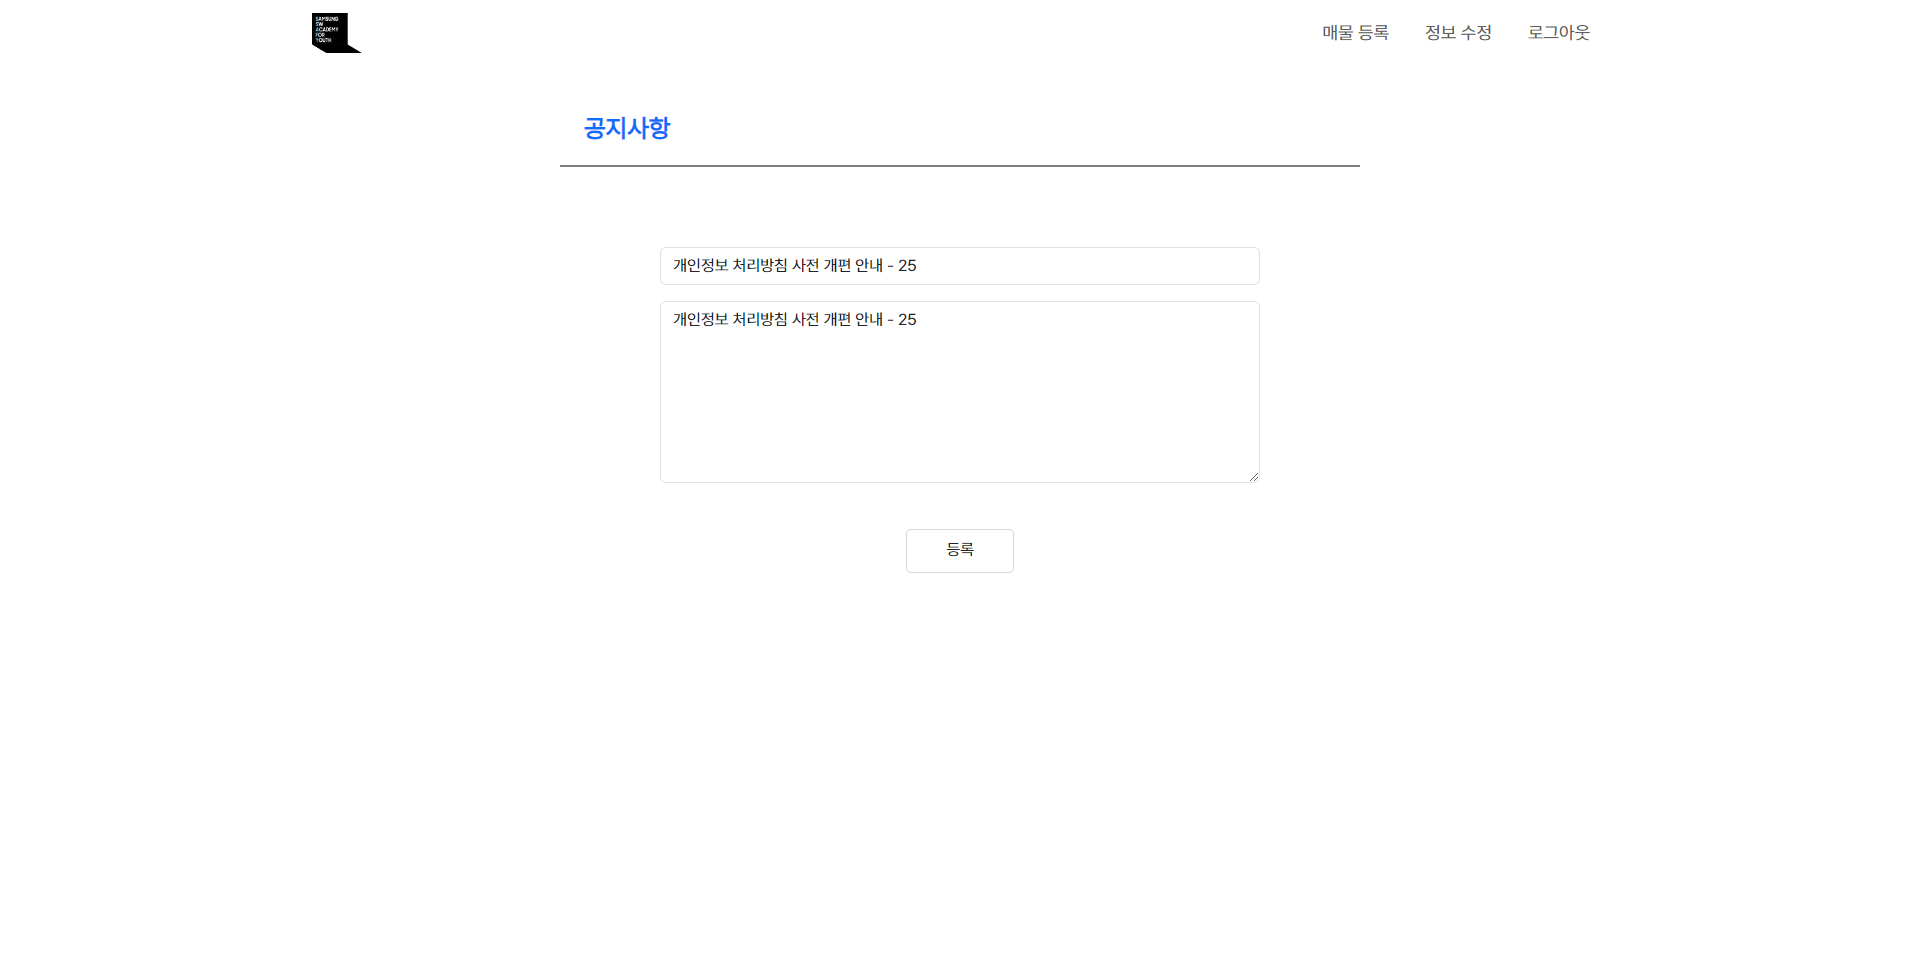 SAMSUNG
SW
ACADEMY
FOR
YOUTH
매물 등록 정보 수정 로그아웃
공지사항
개인정보 처리방침 사전 개편 안내 - 25
개인정보 처리방침 사전 개편 안내 - 25
등록